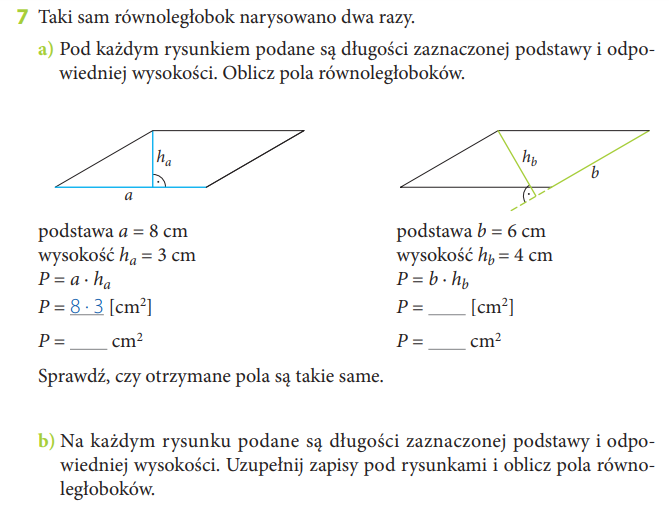 7 Taki sam równoległobok narysowano dwa razy.
a) Pod każdym rysunkiem podane są długości zaznaczonej podstawy i odpo-
wiedniej wysokości. Oblicz pola równoległoboków.
hₐ
a
h_b
b
podstawa a = 8 cm
wysokość hₐ = 3 cm
P = a · hₐ
P = 8 · 3 [cm²]
P = ____ cm²
podstawa b = 6 cm
wysokość h_b = 4 cm
P = b · h_b
P = ____ [cm²]
P = ____ cm²
Sprawdź, czy otrzymane pola są takie same.
b) Na każdym rysunku podane są długości zaznaczonej podstawy i odpo-
wiedniej wysokości. Uzupełnij zapisy pod rysunkami i oblicz pola równo-
ległoboków.